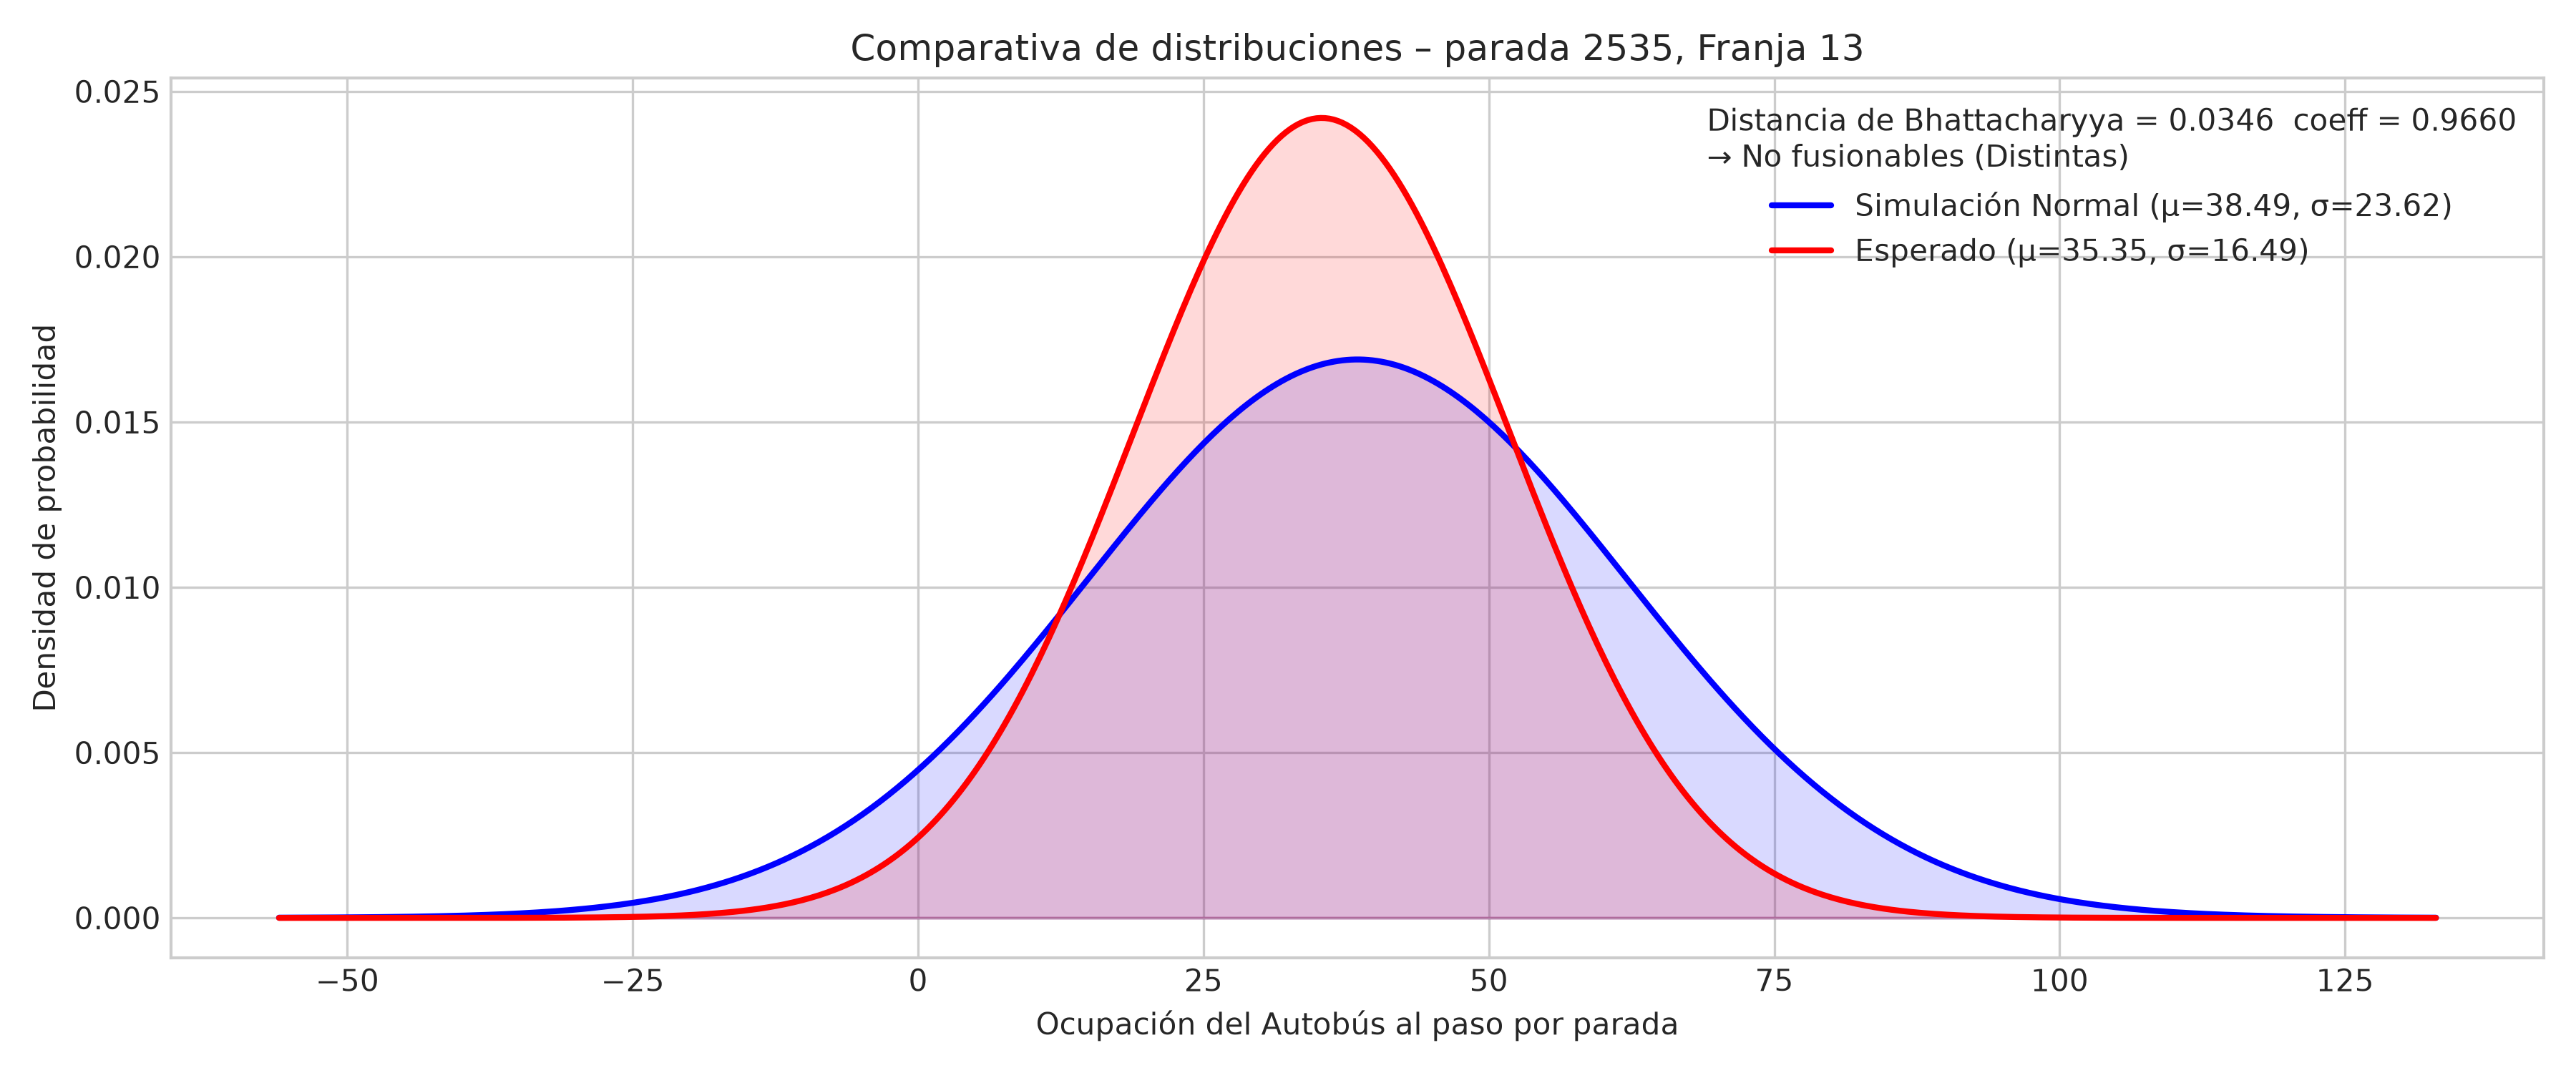 Comparativa de distribuciones – parada 2535, Franja 13
Distancia de Bhattacharyya = 0.0346  coeff = 0.9660
→ No fusionables (Distintas)
Simulación Normal (μ=38.49, σ=23.62)
Esperado (μ=35.35, σ=16.49)
Densidad de probabilidad
0.025
0.020
0.015
0.010
0.005
0.000
−50 −25 0 25 50 75 100 125
Ocupación del Autobús al paso por parada